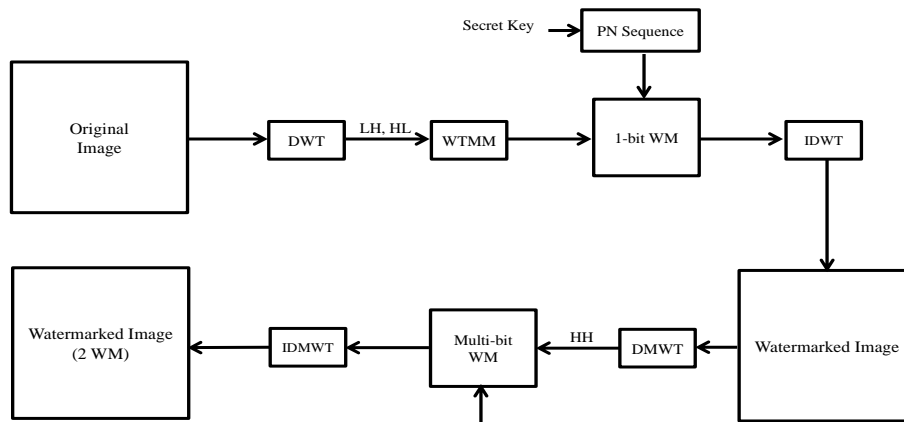 Secret Key
PN Sequence
Original
Image
DWT
LH, HL
WTMM
1-bit WM
IDWT
Watermarked Image
(2 WM)
IDMWT
Multi-bit
WM
HH
DMWT
Watermarked Image